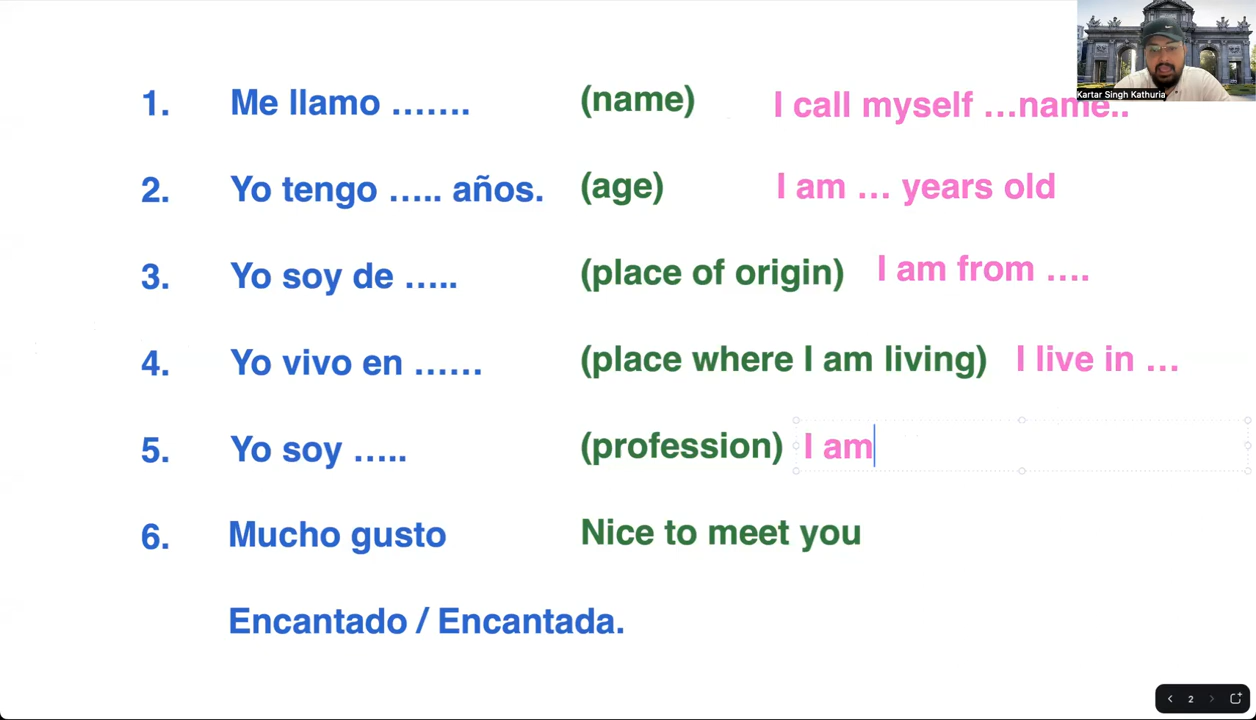 1. Me llamo ……. (name) I call myself …name..
2. Yo tengo ….. años. (age) I am … years old
3. Yo soy de ….. (place of origin) I am from ….
4. Yo vivo en …… (place where I am living) I live in …
5. Yo soy ….. (profession) I am
6. Mucho gusto Nice to meet you
Encantado / Encantada.
Kartar Singh Kathuria
2